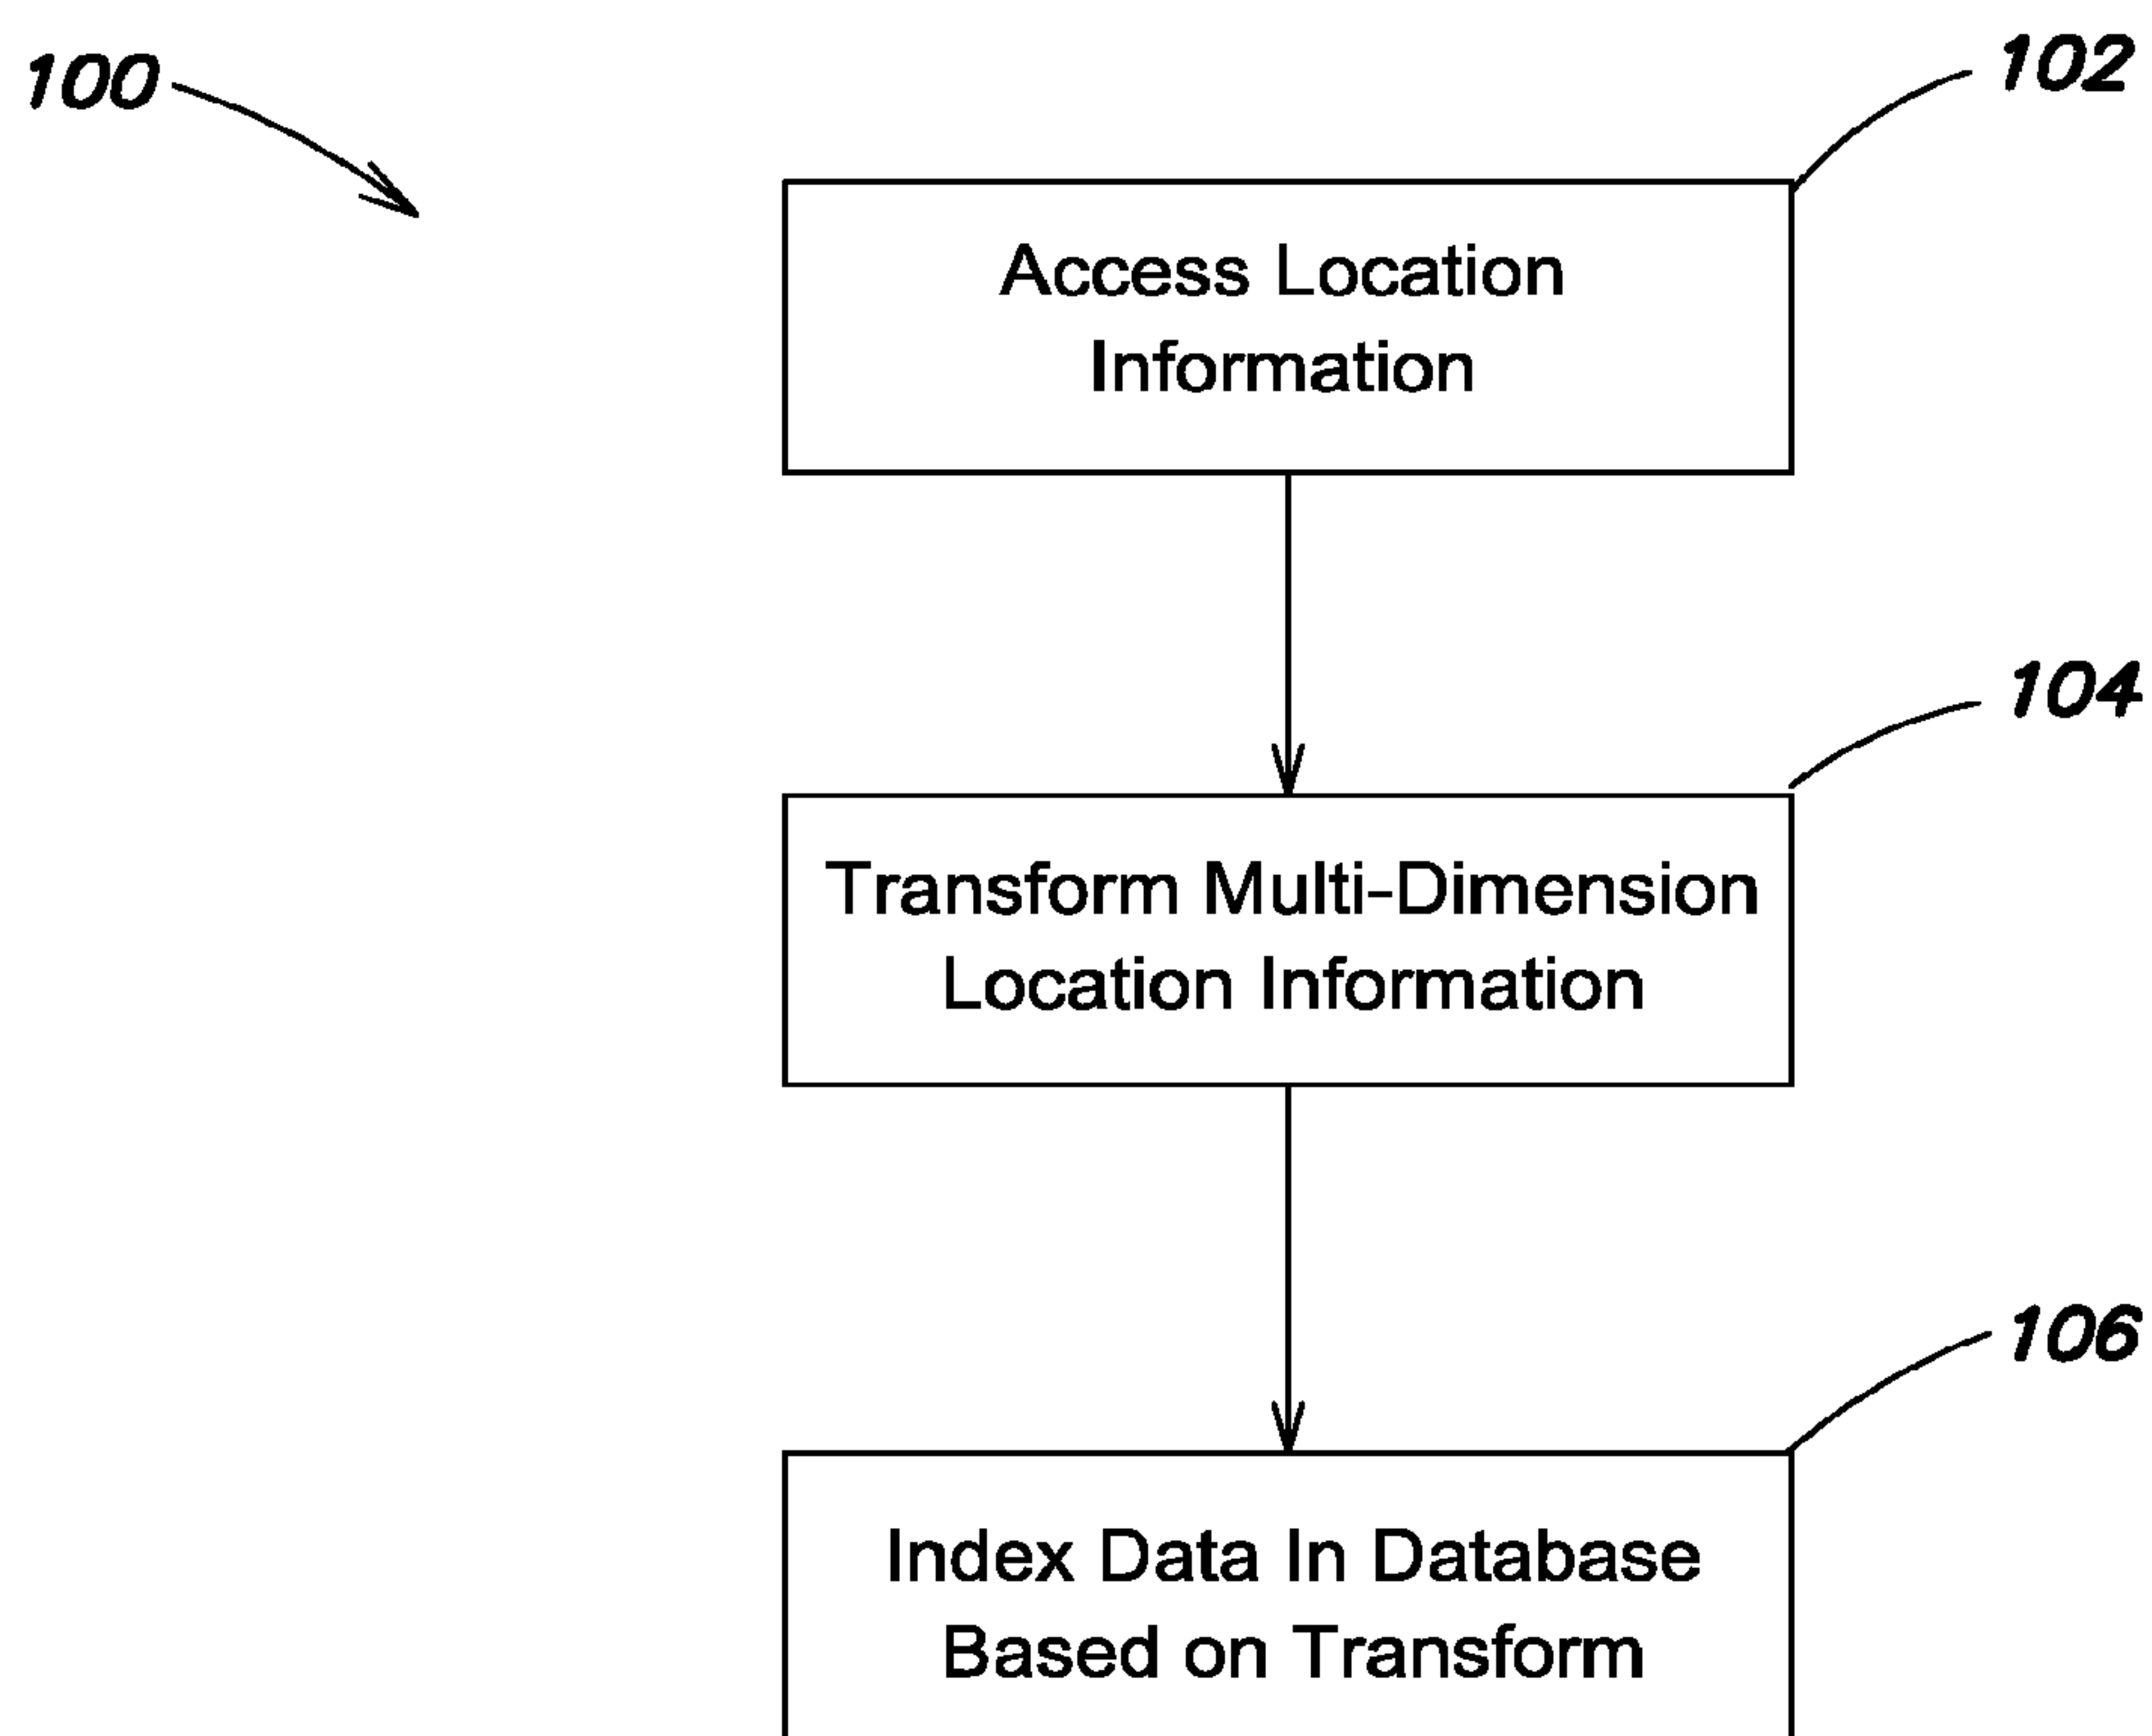 100
102
Access Location
Information
104
Transform Multi-Dimension
Location Information
106
Index Data In Database
Based on Transform